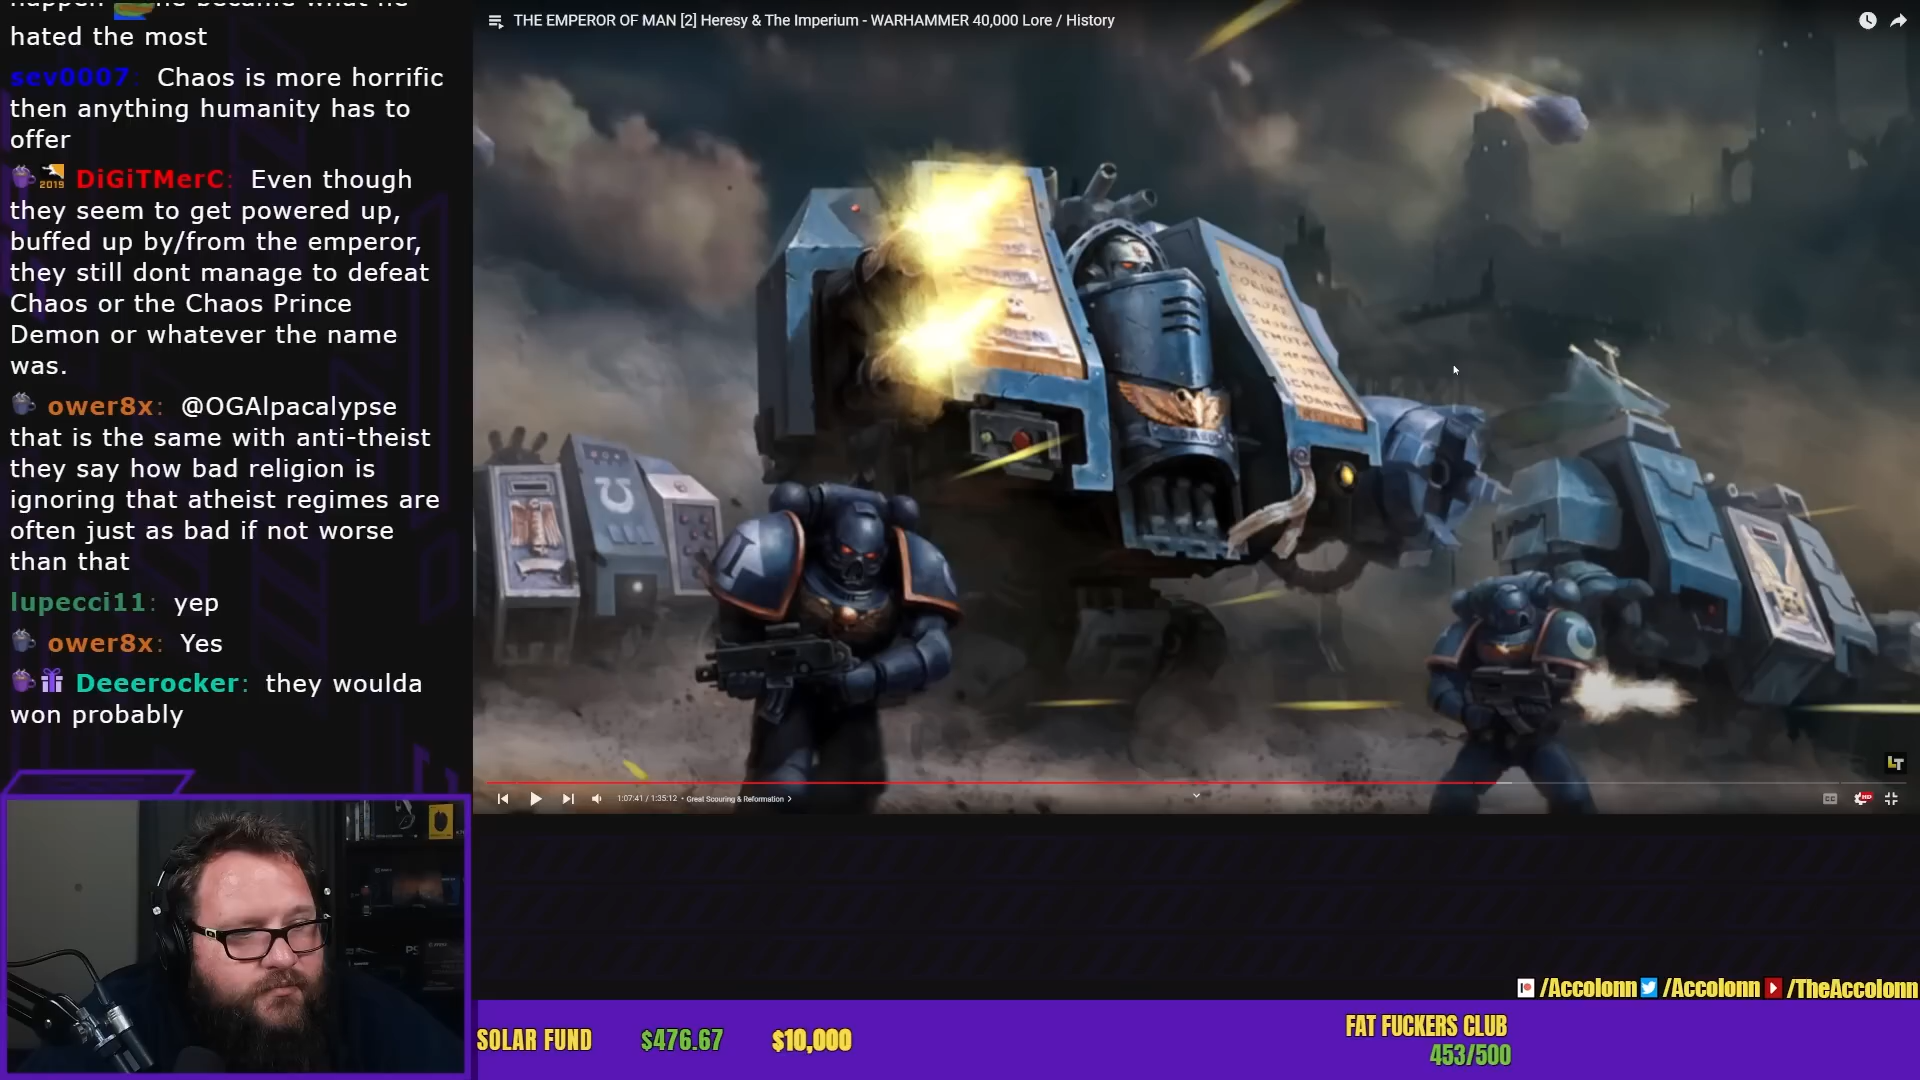 hated the most
sev0007: Chaos is more horrific
then anything humanity has to
offer
2019 DiGiTMerC: Even though
they seem to get powered up,
buffed up by/from the emperor,
they still dont manage to defeat
Chaos or the Chaos Prince
Demon or whatever the name
was.
ower8x: @OGAlpacalypse
that is the same with anti-theist
they say how bad religion is
ignoring that atheist regimes are
often just as bad if not worse
than that
lupecci11: yep
ower8x: Yes
Deeerocker: they woulda
won probably
THE EMPEROR OF MAN [2] Heresy & The Imperium - WARHAMMER 40,000 Lore / History
LT
1:07:41 / 1:35:12 • Great Scouring & Reformation
CC
HD
/Accolonn /Accolonn /TheAccolonn
SOLAR FUND $476.67 $10,000
FAT FUCKERS CLUB
453/500